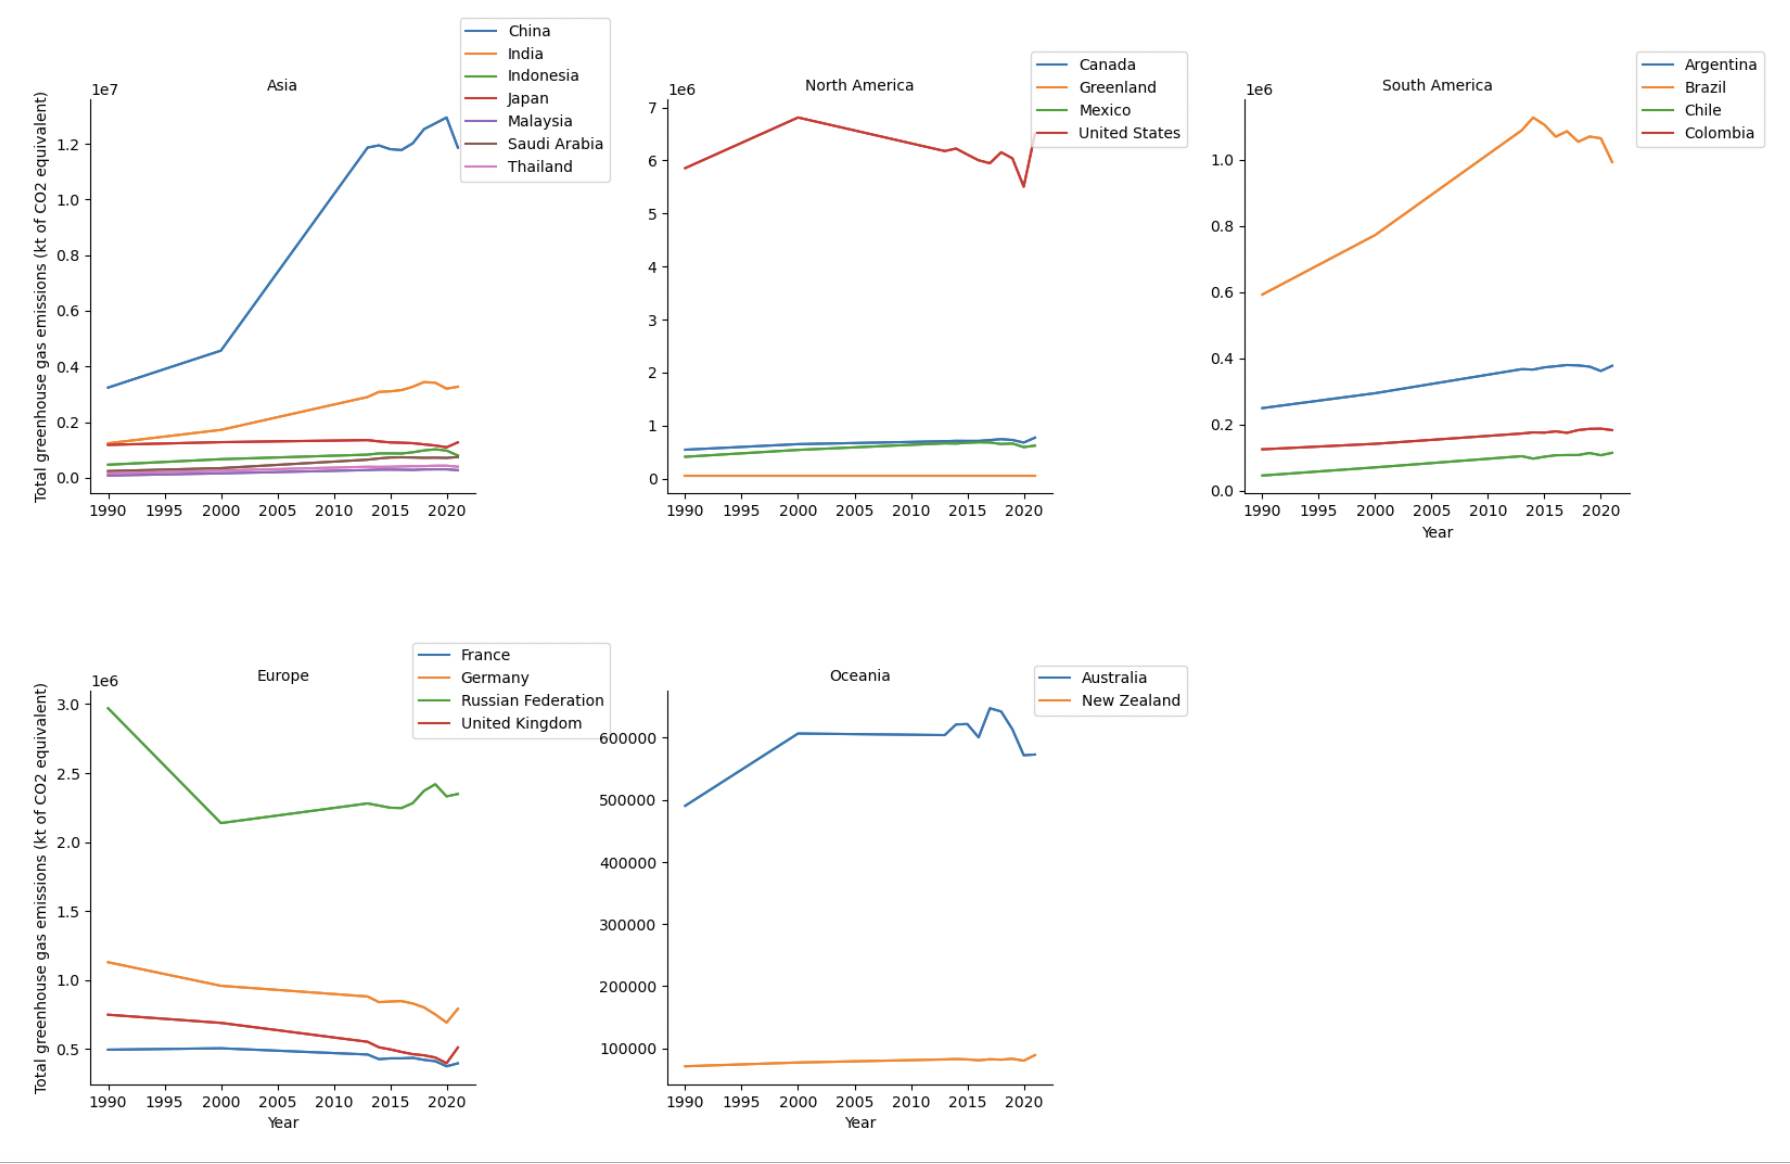 China
India
Indonesia
Japan
Malaysia
Saudi Arabia
Thailand
1e7
Asia
Total greenhouse gas emissions (kt of CO2 equivalent)
1.2
1.0
0.8
0.6
0.4
0.2
0.0
1990 1995 2000 2005 2010 2015 2020
Canada
Greenland
Mexico
United States
1e6
North America
7
6
5
4
3
2
1
0
1990 1995 2000 2005 2010 2015 2020
Argentina
Brazil
Chile
Colombia
1e6
South America
1.0
0.8
0.6
0.4
0.2
0.0
1990 1995 2000 2005 2010 2015 2020
Year
France
Germany
Russian Federation
United Kingdom
1e6
Europe
Total greenhouse gas emissions (kt of CO2 equivalent)
3.0
2.5
2.0
1.5
1.0
0.5
1990 1995 2000 2005 2010 2015 2020
Year
Australia
New Zealand
Oceania
600000
500000
400000
300000
200000
100000
1990 1995 2000 2005 2010 2015 2020
Year